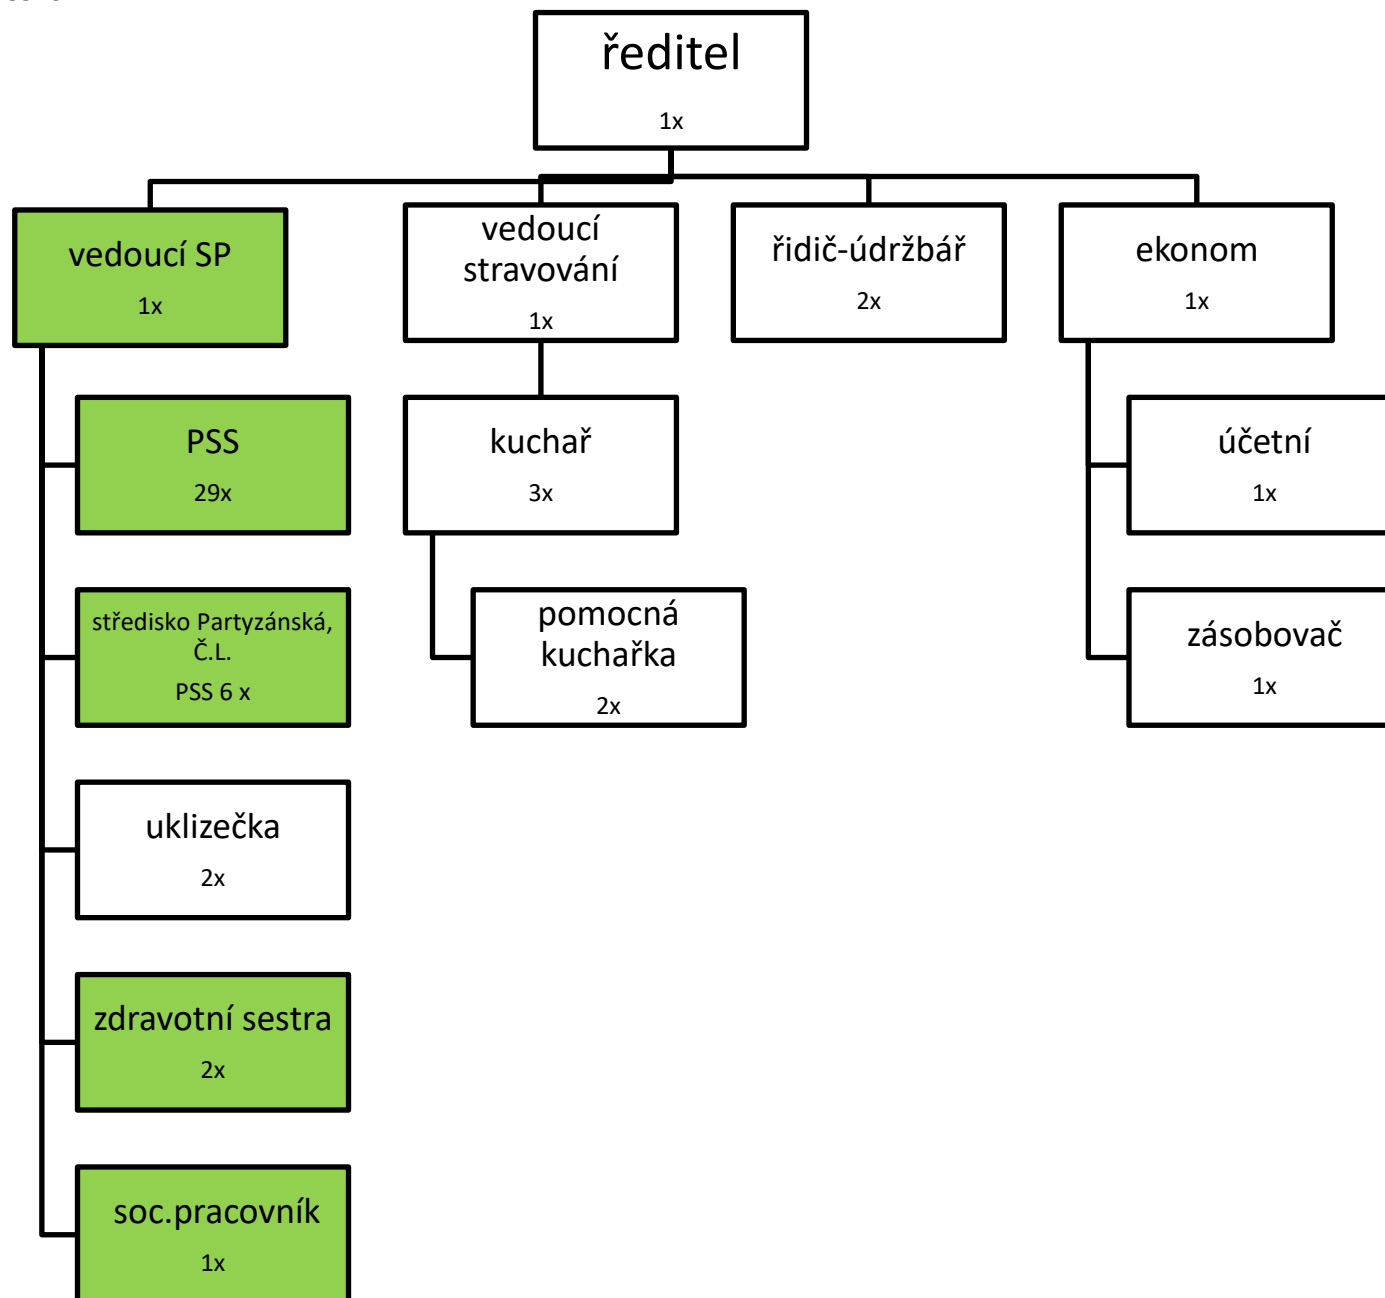 ředitel
1x
vedoucí SP
1x
vedoucí
stravování
1x
řidič-údržbář
2x
ekonom
1x
PSS
29x
kuchař
3x
účetní
1x
středisko Partyzánská,
Č.L.
PSS 6 x
pomocná
kuchařka
2x
zásobovač
1x
uklizečka
2x
zdravotní sestra
2x
soc.pracovník
1x